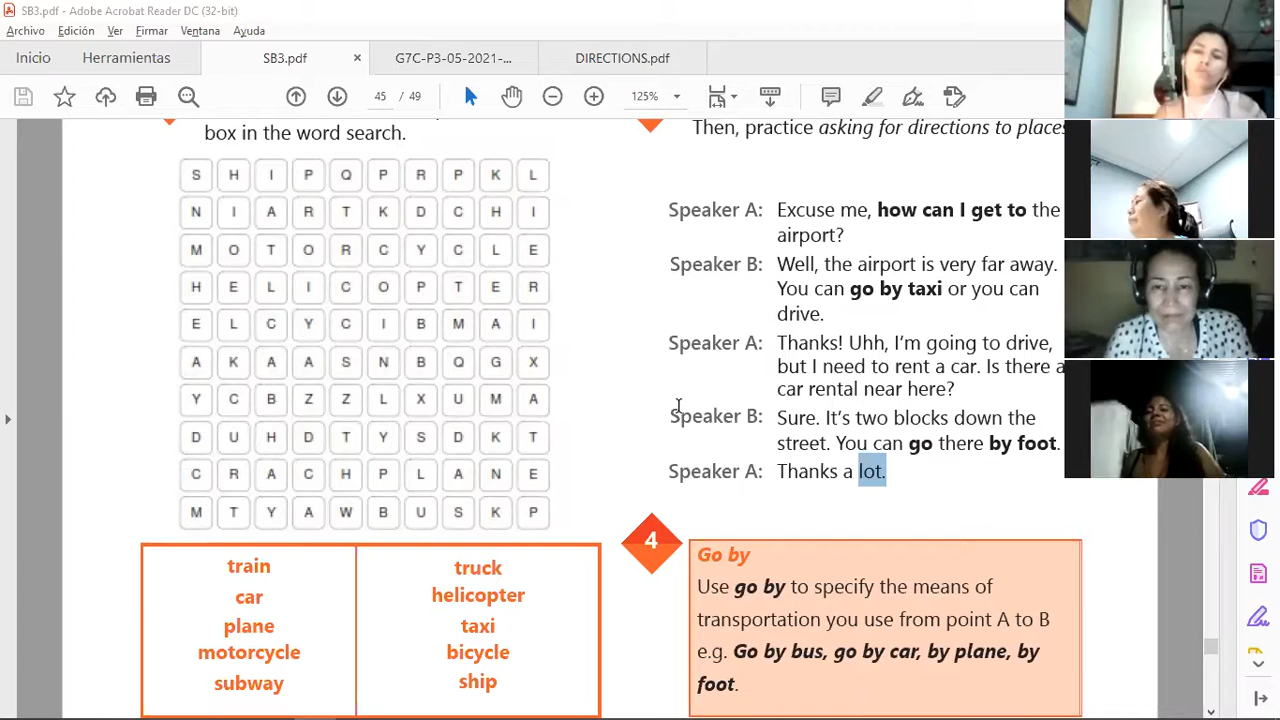 SB3.pdf - Adobe Acrobat Reader DC (32-bit)
Archivo Edición Ver Firmar Ventana Ayuda
Inicio Herramientas SB3.pdf × G7C-P3-05-2021-... DIRECTIONS.pdf
45 / 49 125%
box in the word search.
S H I P Q P R P K L
N I A R T K D C H I
M O T O R C Y C L E
H E L I C O P T E R
E L C Y C I B M A I
A K A A S N B Q G X
Y C B Z Z L X U M A
D U H D T Y S D K T
C R A C H P L A N E
M T Y A W B U S K P
train
car
plane
motorcycle
subway
truck
helicopter
taxi
bicycle
ship
Then, practice asking for directions to places
Speaker A: Excuse me, how can I get to the
airport?
Speaker B: Well, the airport is very far away.
You can go by taxi or you can
drive.
Speaker A: Thanks! Uhh, I'm going to drive,
but I need to rent a car. Is there a
car rental near here?
Speaker B: Sure. It's two blocks down the
street. You can go there by foot.
Speaker A: Thanks a lot.
4
Go by
Use go by to specify the means of
transportation you use from point A to B
e.g. Go by bus, go by car, by plane, by
foot.